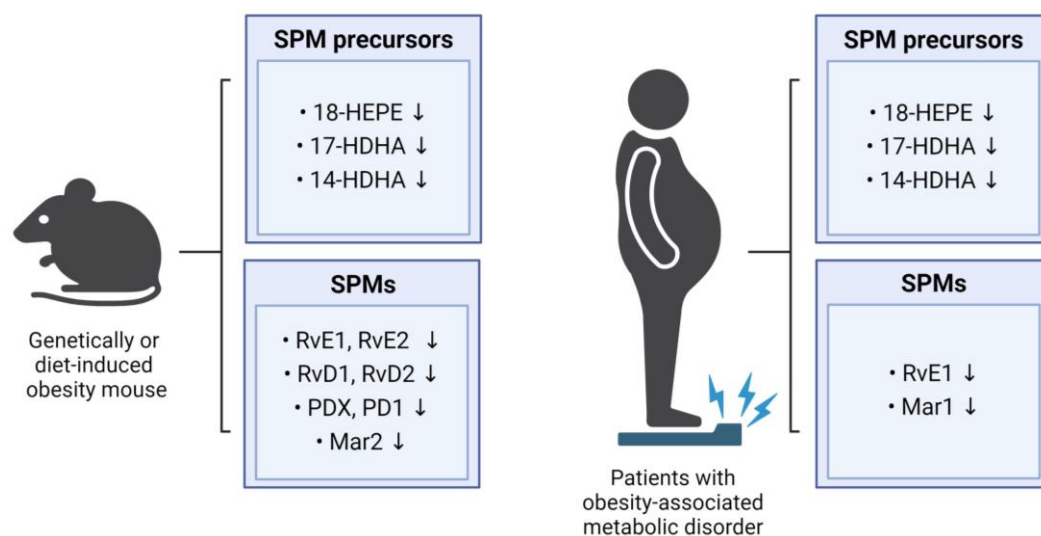 SPM precursors
• 18-HEPE ↓
• 17-HDHA ↓
• 14-HDHA ↓
SPMs
• RvE1, RvE2 ↓
• RvD1, RvD2 ↓
• PDX, PD1 ↓
• Mar2 ↓
Genetically or
diet-induced
obesity mouse
SPM precursors
• 18-HEPE ↓
• 17-HDHA ↓
• 14-HDHA ↓
SPMs
• RvE1 ↓
• Mar1 ↓
Patients with
obesity-associated
metabolic disorder